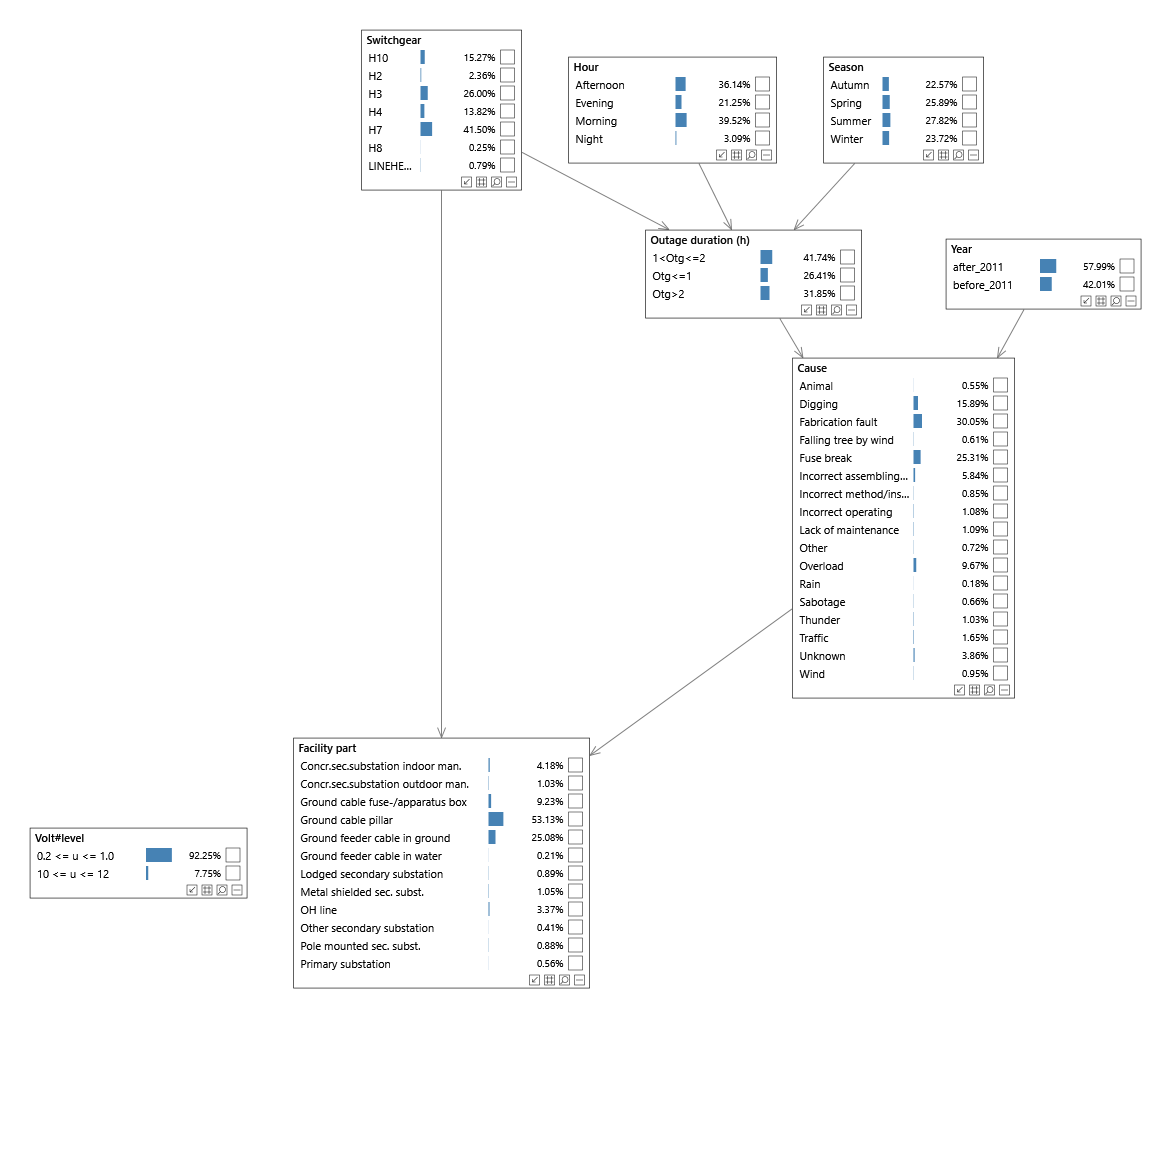 Switchgear
H10 15.27%
H2 2.36%
H3 26.00%
H4 13.82%
H7 41.50%
H8 0.25%
LINEHE... 0.79%
Hour
Afternoon 36.14%
Evening 21.25%
Morning 39.52%
Night 3.09%
Season
Autumn 22.57%
Spring 25.89%
Summer 27.82%
Winter 23.72%
Outage duration (h)
1<Otg<=2 41.74%
Otg<=1 26.41%
Otg>2 31.85%
Year
after_2011 57.99%
before_2011 42.01%
Cause
Animal 0.55%
Digging 15.89%
Fabrication fault 30.05%
Falling tree by wind 0.61%
Fuse break 25.31%
Incorrect assembling... 5.84%
Incorrect method/ins... 0.85%
Incorrect operating 1.08%
Lack of maintenance 1.09%
Other 0.72%
Overload 9.67%
Rain 0.18%
Sabotage 0.66%
Thunder 1.03%
Traffic 1.65%
Unknown 3.86%
Wind 0.95%
Facility part
Concr.sec.substation indoor man. 4.18%
Concr.sec.substation outdoor man. 1.03%
Ground cable fuse-/apparatus box 9.23%
Ground cable pillar 53.13%
Ground feeder cable in ground 25.08%
Ground feeder cable in water 0.21%
Lodged secondary substation 0.89%
Metal shielded sec. subst. 1.05%
OH line 3.37%
Other secondary substation 0.41%
Pole mounted sec. subst. 0.88%
Primary substation 0.56%
Volt#level
0.2 <= u <= 1.0 92.25%
10 <= u <= 12 7.75%